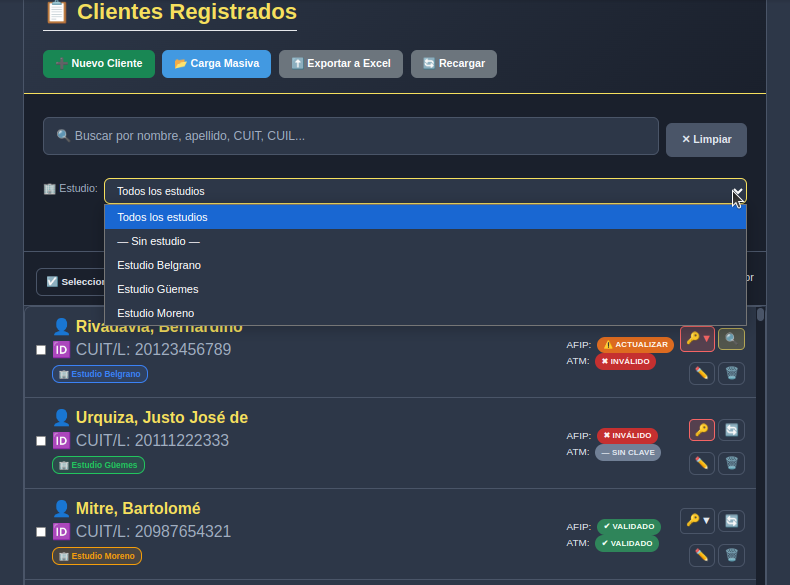 Clientes Registrados
Nuevo Cliente
Carga Masiva
Exportar a Excel
Recargar
Buscar por nombre, apellido, CUIT, CUIL...
✕ Limpiar
Estudio:
Todos los estudios
Todos los estudios
— Sin estudio —
Estudio Belgrano
Estudio Güemes
Estudio Moreno
Rivadavia, Bernardino
CUIT/L: 20123456789
Estudio Belgrano
AFIP: ACTUALIZAR
ATM: ✖ INVÁLIDO
Urquiza, Justo José de
CUIT/L: 20111222333
Estudio Güemes
AFIP: ✖ INVÁLIDO
ATM: — SIN CLAVE
Mitre, Bartolomé
CUIT/L: 20987654321
Estudio Moreno
AFIP: ✔ VALIDADO
ATM: ✔ VALIDADO